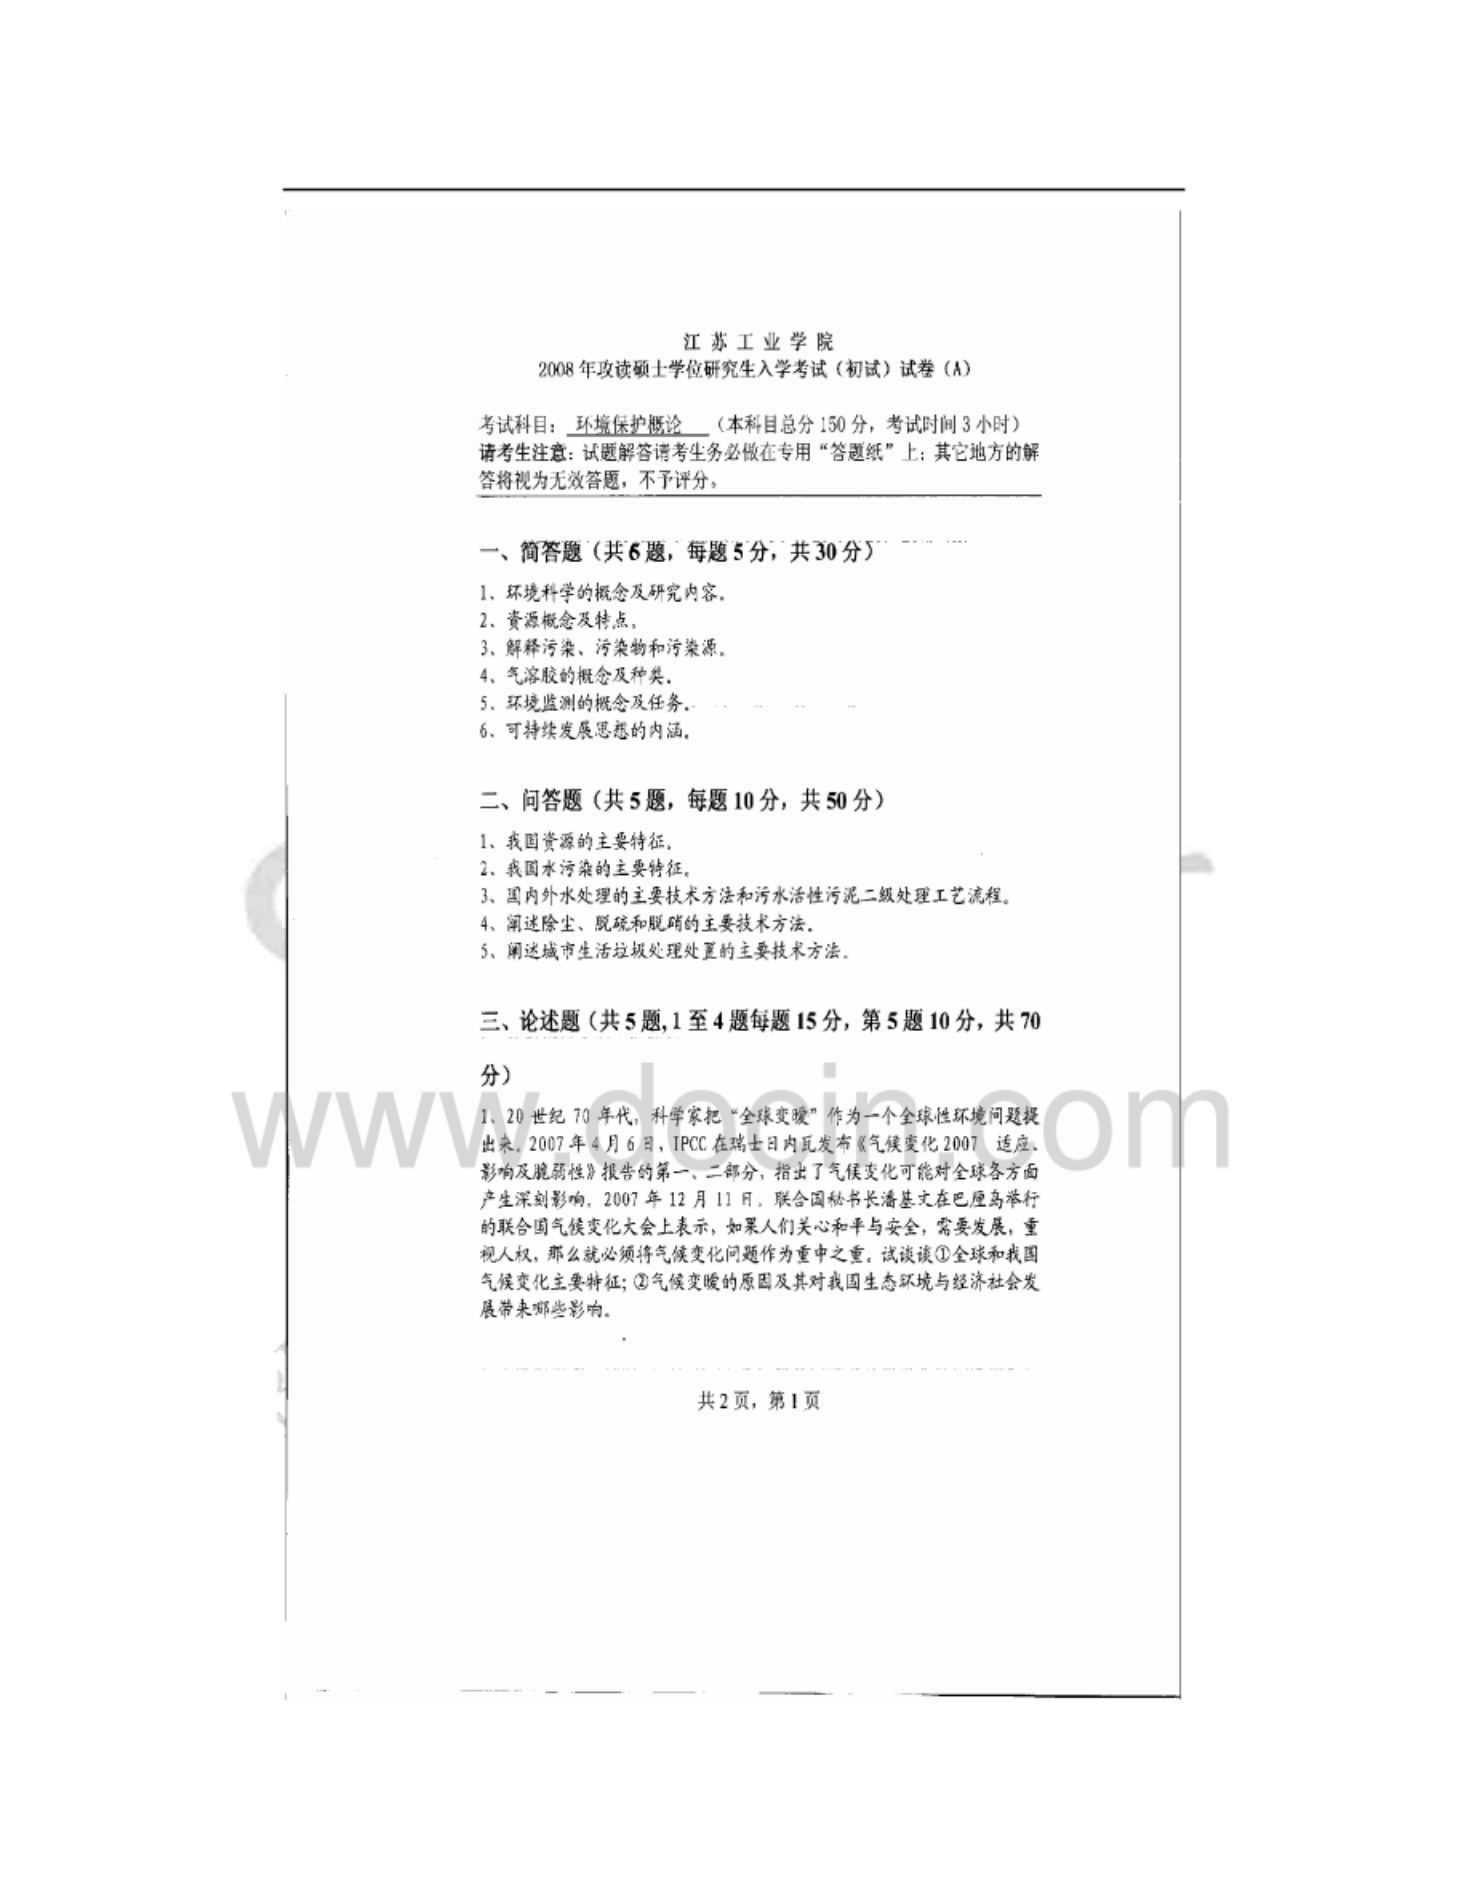 江苏工业学院
2008年攻读硕士学位研究生入学考试（初试）试卷（A）
考试科目：环境保护概论（本科目总分150分，考试时间3小时）
请考生注意：试题解答请考生务必做在专用“答题纸”上；其它地方的解
答将视为无效答题，不予评分。
一、简答题（共6题，每题5分，共30分）
1、环境科学的概念及研究内容。
2、资源概念及特点。
3、解释污染、污染物和污染源。
4、气溶胶的概念及种类。
5、环境监测的概念及任务。
6、可持续发展思想的内涵。
二、问答题（共5题，每题10分，共50分）
1、我国资源的主要特征。
2、我国水污染的主要特征。
3、国内外水处理的主要技术方法和污水活性污泥二级处理工艺流程。
4、阐述除尘、脱硫和脱硝的主要技术方法。
5、阐述城市生活垃圾处理处置的主要技术方法。
三、论述题（共5题, 1至4题每题15分，第5题10分，共70
分）
1、20世纪70年代，科学家把“全球变暧”作为一个全球性环境问题提
出来。2007年4月6日，IPCC在瑞士日内瓦发布《气候变化2007 适应、
影响及脆弱性》报告的第一、二部分，指出了气候变化可能对全球各方面
产生深刻影响。2007年12月11日，联合国秘书长潘基文在巴厘岛举行
的联合国气候变化大会上表示，如果人们关心和平与安全，需要发展，重
视人权，那么就必须将气候变化问题作为重中之重。试谈谈①全球和我国
气候变化主要特征；②气候变暧的原因及其对我国生态环境与经济社会发
展带来哪些影响。
www.docin.com
共2页，第1页